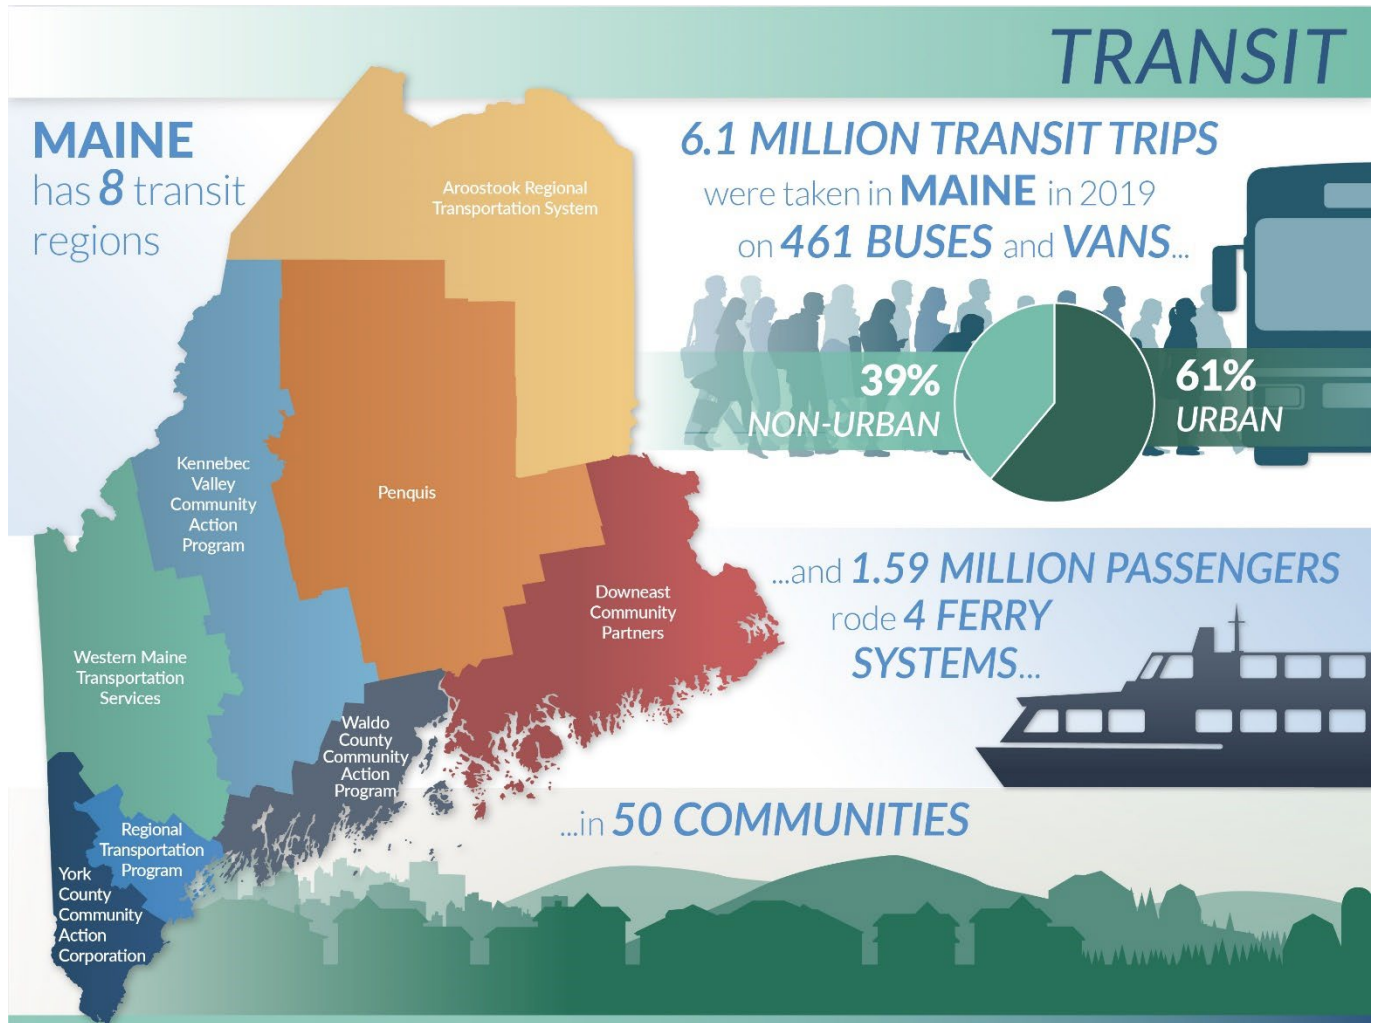 TRANSIT
MAINE
has 8 transit
regions
6.1 MILLION TRANSIT TRIPS
were taken in MAINE in 2019
on 461 BUSES and VANS...
39%
NON-URBAN
61%
URBAN
Aroostook Regional
Transportation System
Kennebec
Valley
Community
Action
Program
Penquis
Downeast
Community
Partners
Western Maine
Transportation
Services
Waldo
County
Community
Action
Program
Regional
Transportation
Program
York
County
Community
Action
Corporation
...and 1.59 MILLION PASSENGERS
rode 4 FERRY
SYSTEMS...
...in 50 COMMUNITIES